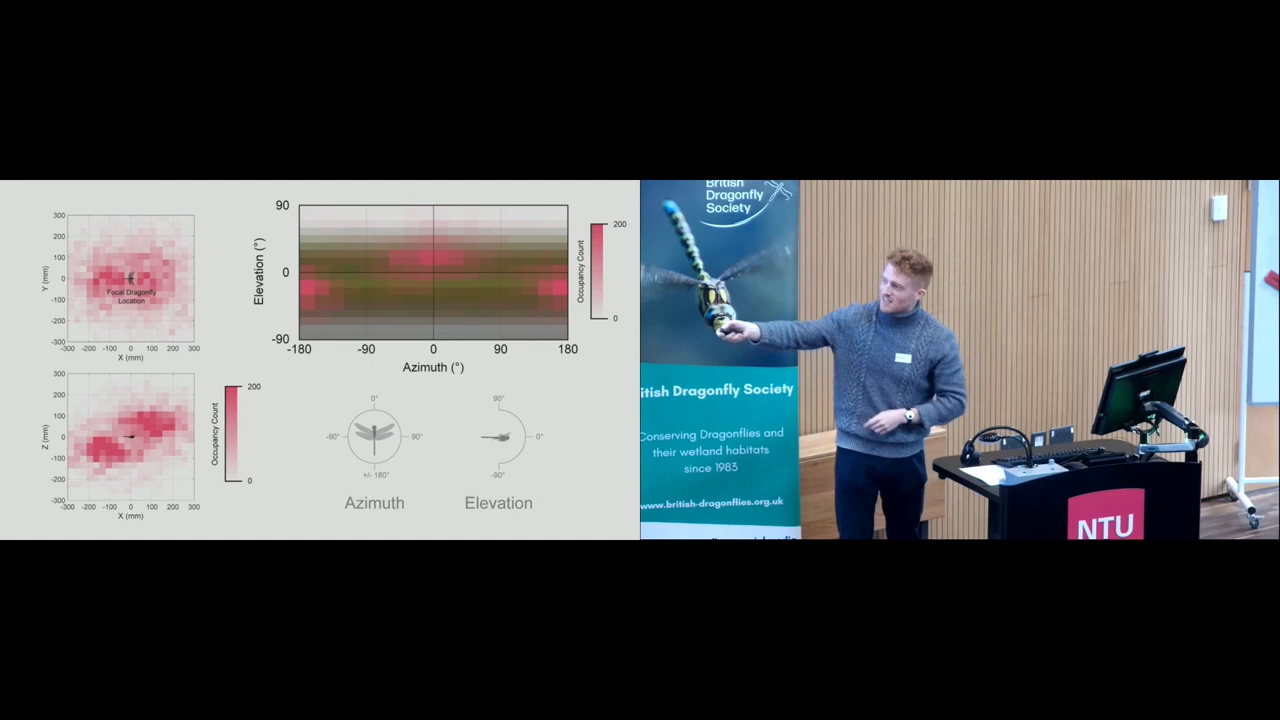 300
200
100
0
-100
-200
-300
Y (mm)
Focal Dragonfly
Location
-300 -200 -100 0 100 200 300
X (mm)
300
200
100
0
-100
-200
-300
Z (mm)
-300 -200 -100 0 100 200 300
X (mm)
200
Occupancy Count
0
90
0
-90
Elevation (°)
-180 -90 0 90 180
Azimuth (°)
200
Occupancy Count
0
0°
-90° 90°
+/- 180°
Azimuth
90°
0°
-90°
Elevation
British
Dragonfly
Society
itish Dragonfly Society
Conserving Dragonflies and
their wetland habitats
since 1983
www.british-dragonflies.org.uk
NTU